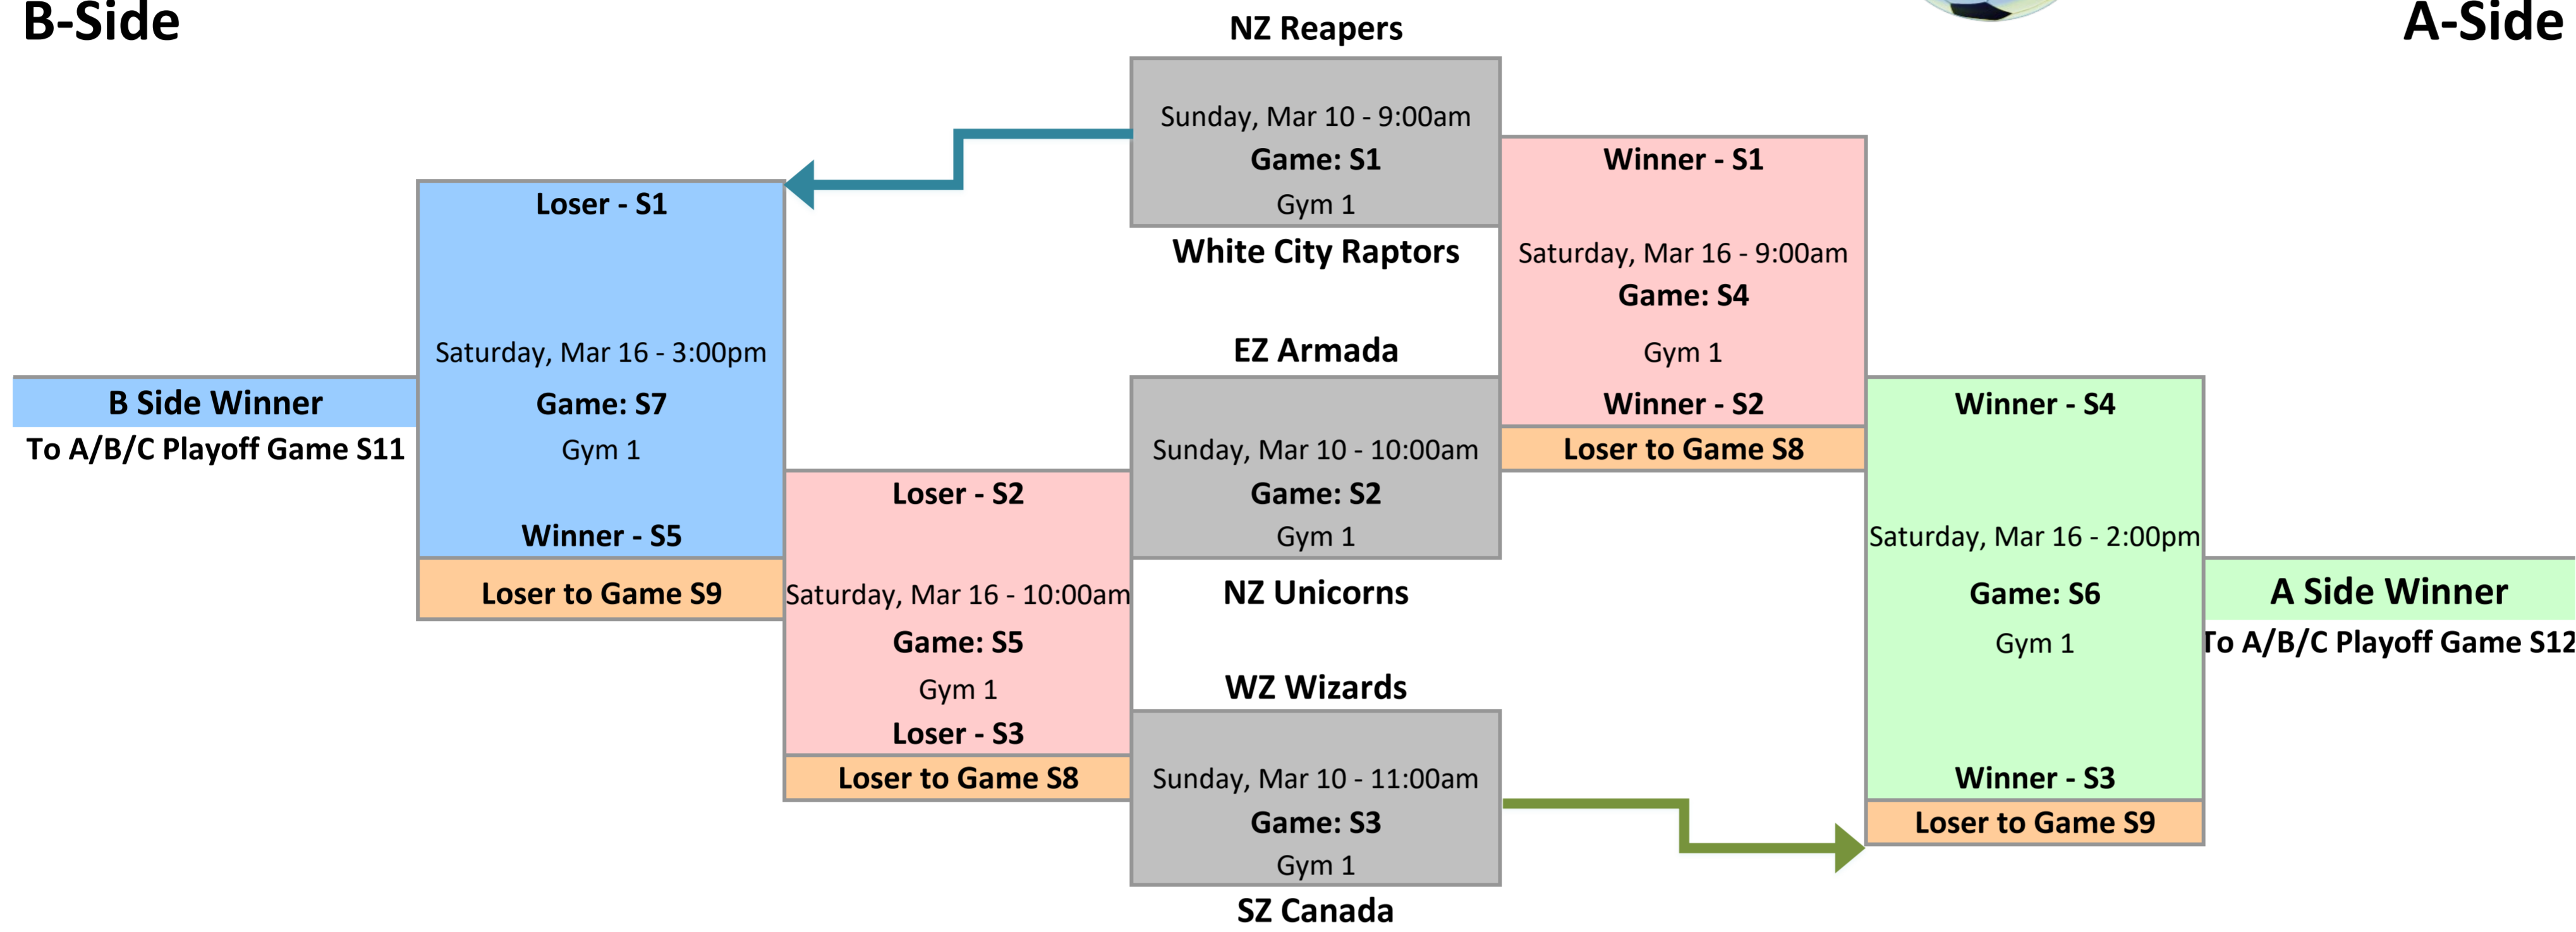 B-Side
A-Side
NZ Reapers
Sunday, Mar 10 - 9:00am
Game: S1
Gym 1
White City Raptors
EZ Armada
Sunday, Mar 10 - 10:00am
Game: S2
Gym 1
NZ Unicorns
WZ Wizards
Sunday, Mar 10 - 11:00am
Game: S3
Gym 1
SZ Canada
Loser - S1
Saturday, Mar 16 - 3:00pm
Game: S7
Gym 1
Winner - S5
Loser to Game S9
B Side Winner
To A/B/C Playoff Game S11
Loser - S2
Saturday, Mar 16 - 10:00am
Game: S5
Gym 1
Loser - S3
Loser to Game S8
Winner - S1
Saturday, Mar 16 - 9:00am
Game: S4
Gym 1
Winner - S2
Loser to Game S8
Winner - S4
Saturday, Mar 16 - 2:00pm
Game: S6
Gym 1
Winner - S3
Loser to Game S9
A Side Winner
To A/B/C Playoff Game S12